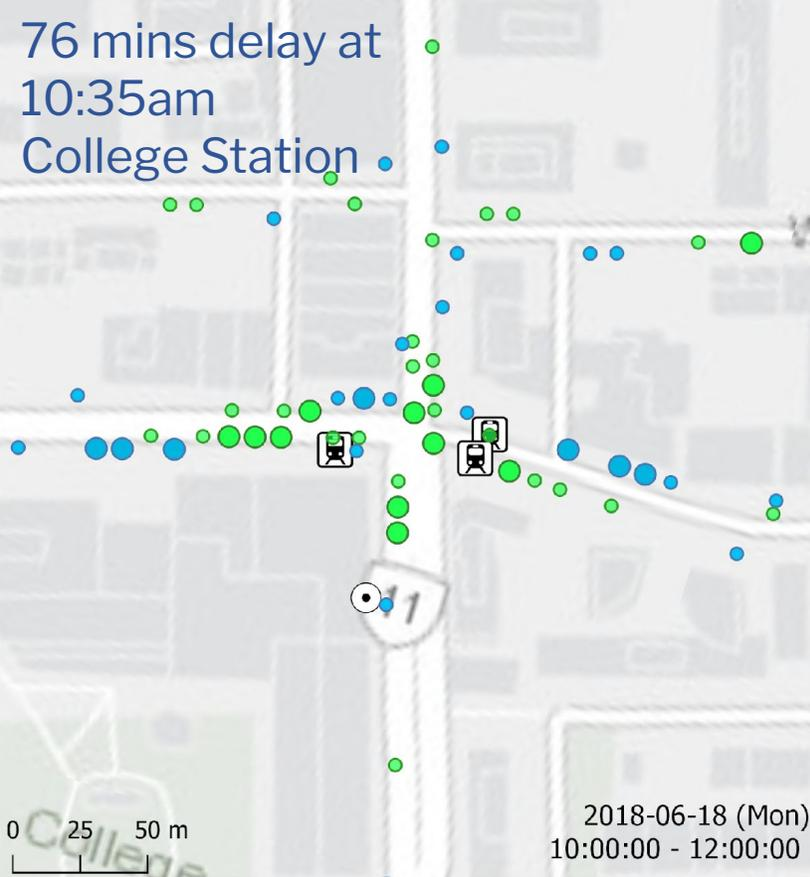 76 mins delay at
10:35am
College Station
11
0 25 50 m
College
2018-06-18 (Mon)
10:00:00 - 12:00:00